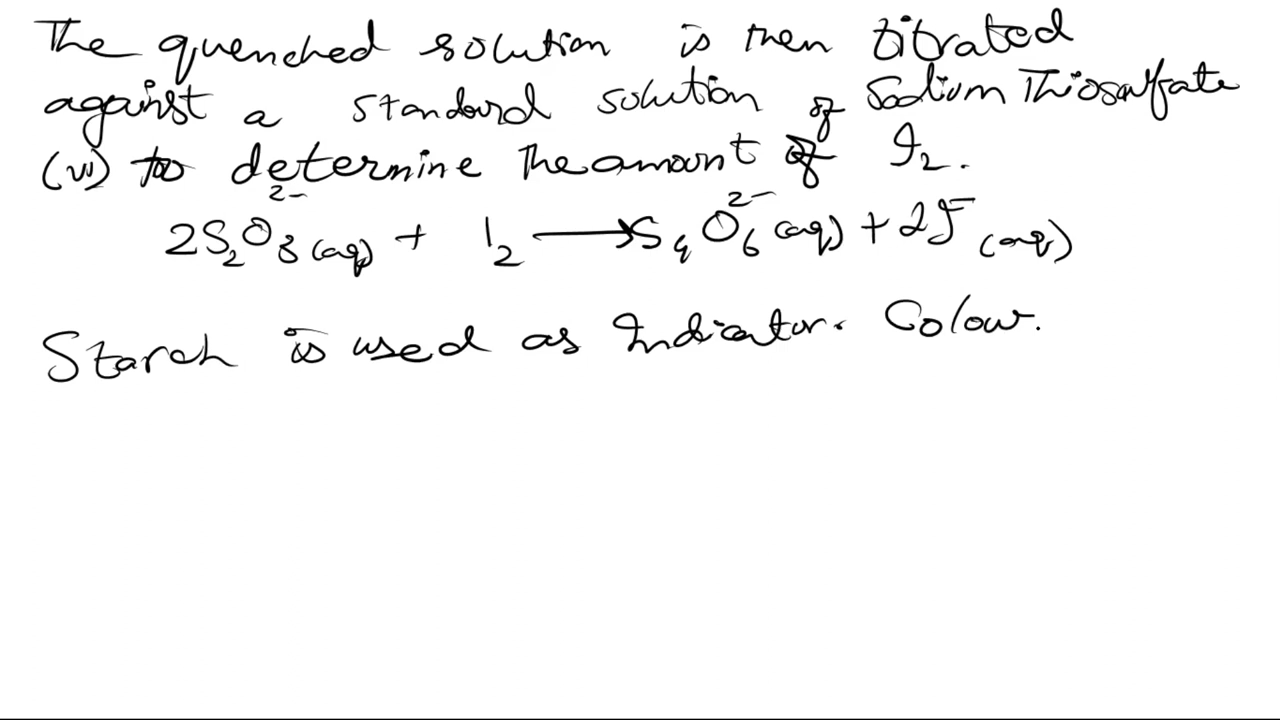 The quenched solution is then titrated
against a standard solution of Sodium Thiosulfate
(vi) to determine the amount of I₂.
2S₂O₃²⁻(aq) + I₂ → S₄O₆²⁻(aq) + 2I⁻(aq)
Starch is used as Indicator. Colour.